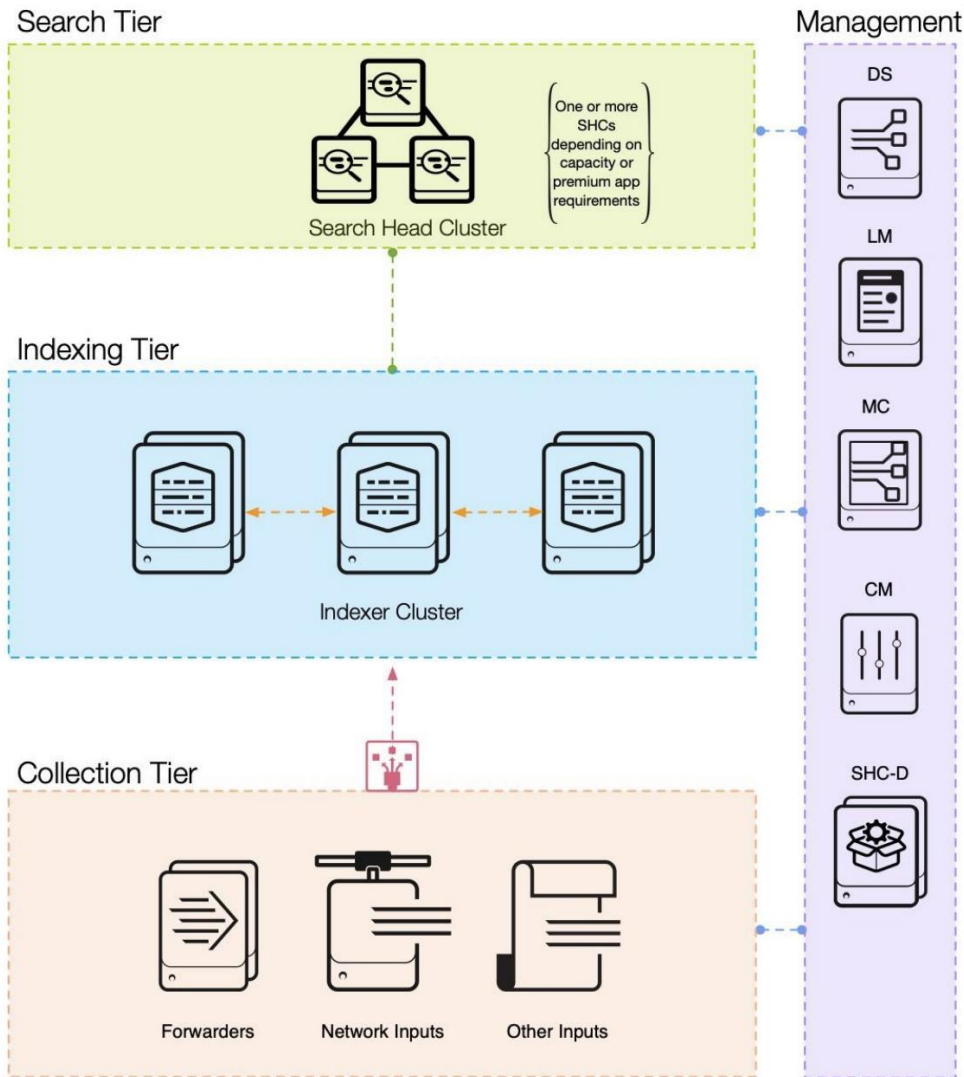 Search Tier
Management
One or more
SHCs
depending on
capacity or
premium app
requirements
Search Head Cluster
DS
LM
Indexing Tier
MC
Indexer Cluster
CM
Collection Tier
SHC-D
Forwarders
Network Inputs
Other Inputs